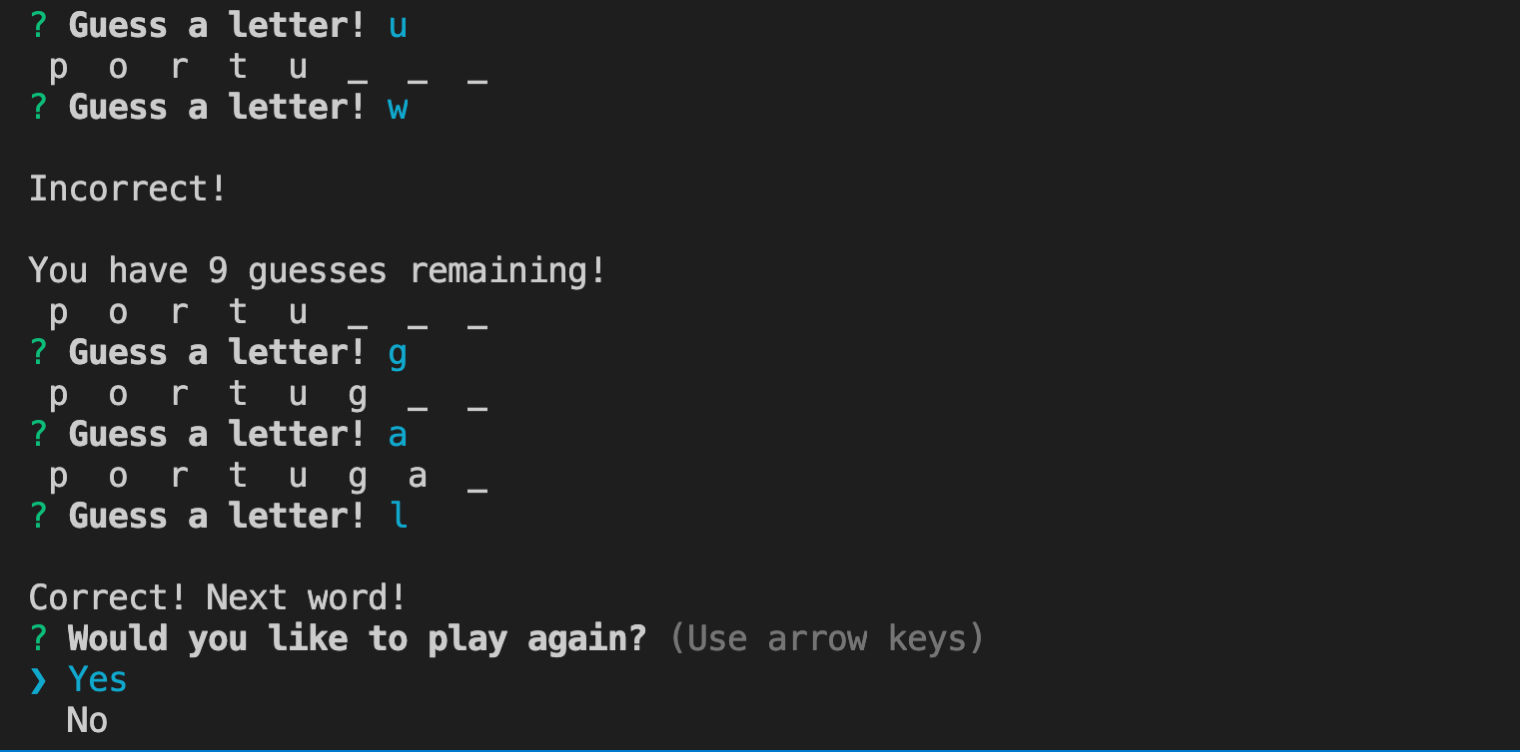 ? Guess a letter! u
p o r t u _ _ _
? Guess a letter! w
Incorrect!
You have 9 guesses remaining!
p o r t u _ _ _
? Guess a letter! g
p o r t u g _ _
? Guess a letter! a
p o r t u g a _
? Guess a letter! l
Correct! Next word!
? Would you like to play again? (Use arrow keys)
❯ Yes
No